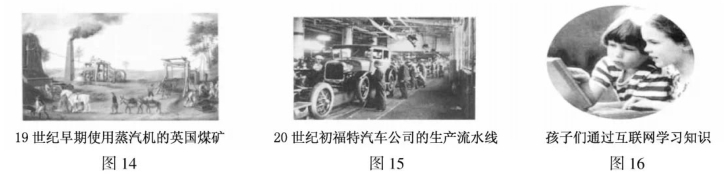 19 世纪早期使用蒸汽机的英国煤矿
20 世纪初福特汽车公司的生产流水线
孩子们通过互联网学习知识
图 14
图 15
图 16